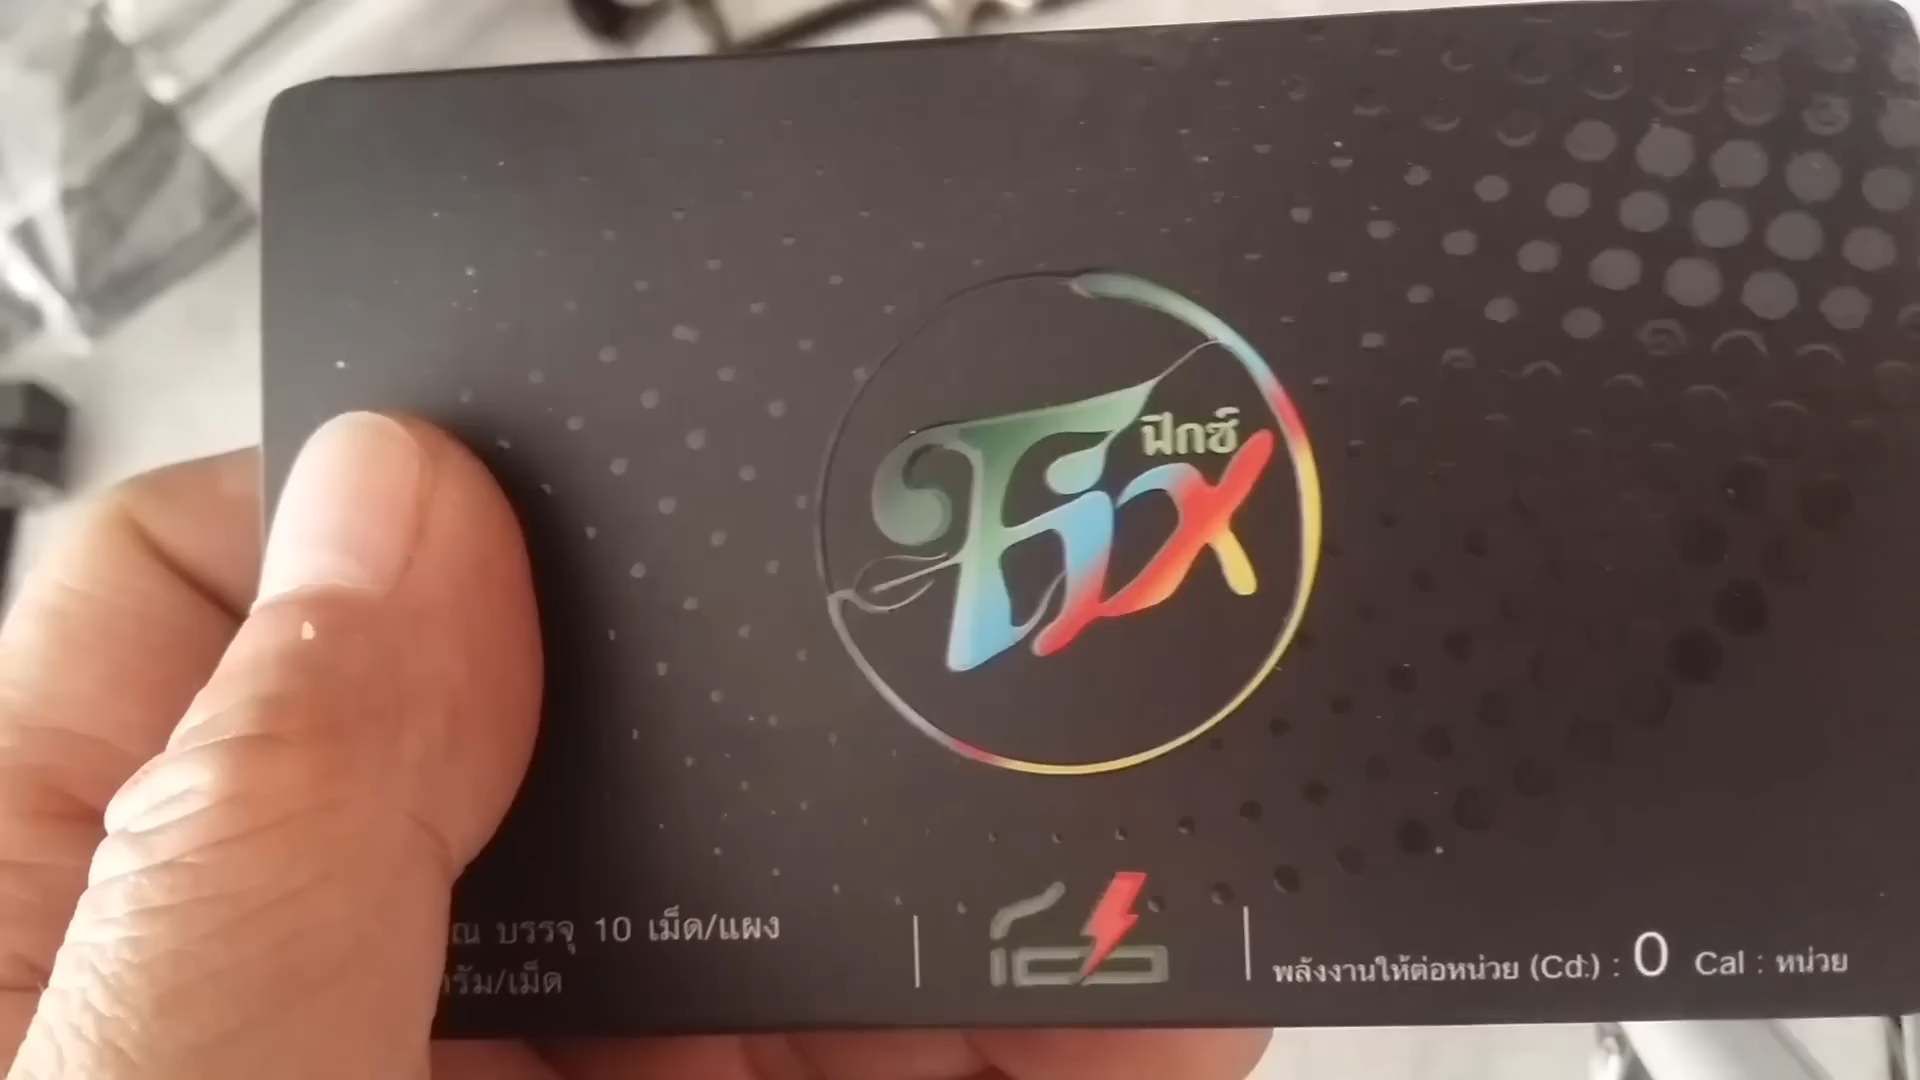 Fix
ฟิกซ์
ณ บรรจุ 10 เม็ด/แผง
กรัม/เม็ด
พลังงานให้ต่อหน่วย (Cd.) : 0 Cal : หน่วย